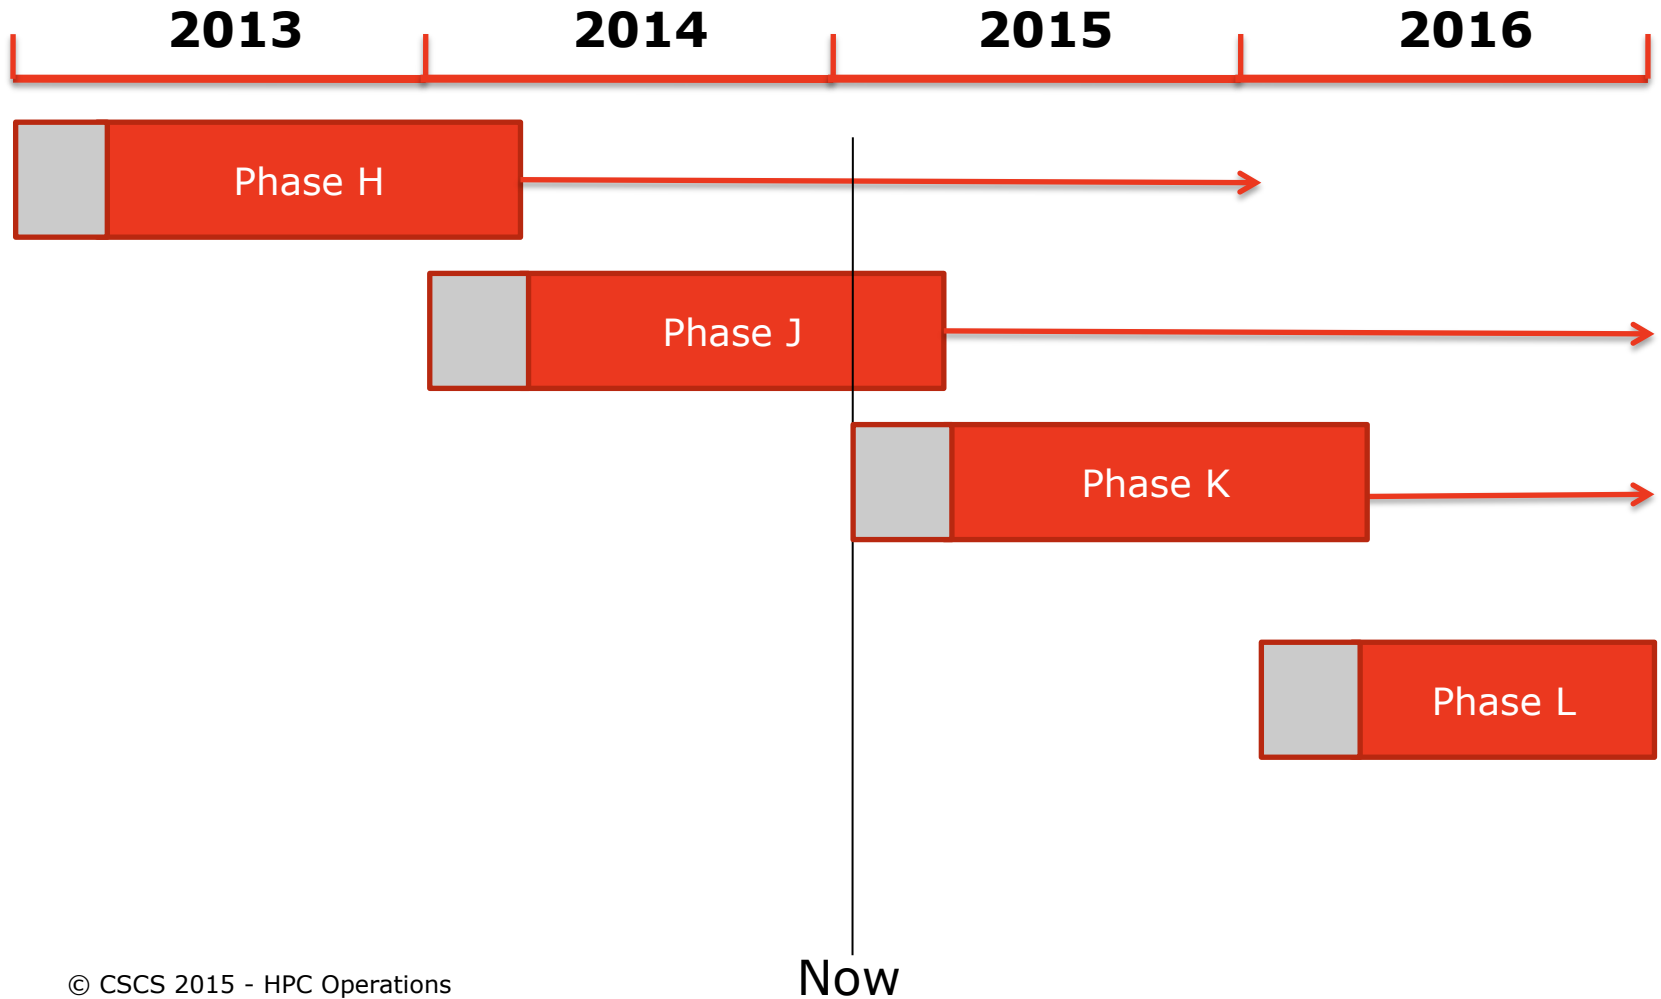 2013 2014 2015 2016
Phase H
Phase J
Phase K
Phase L
Now
© CSCS 2015 - HPC Operations